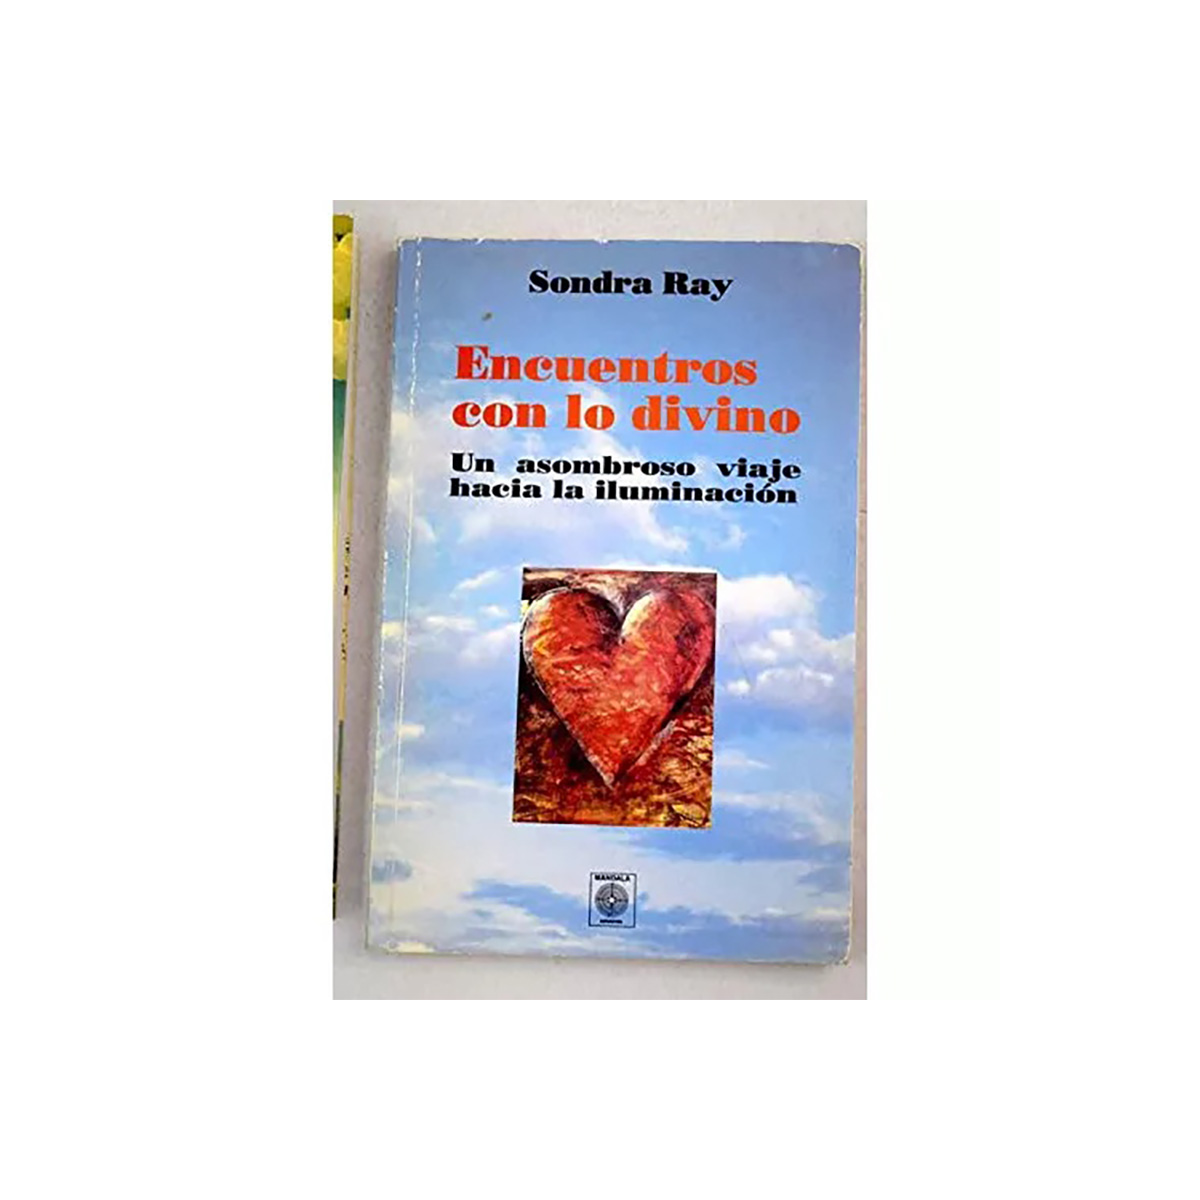 Sondra Ray
Encuentros
con lo divino
Un asombroso viaje
hacia la iluminación
MANDALA